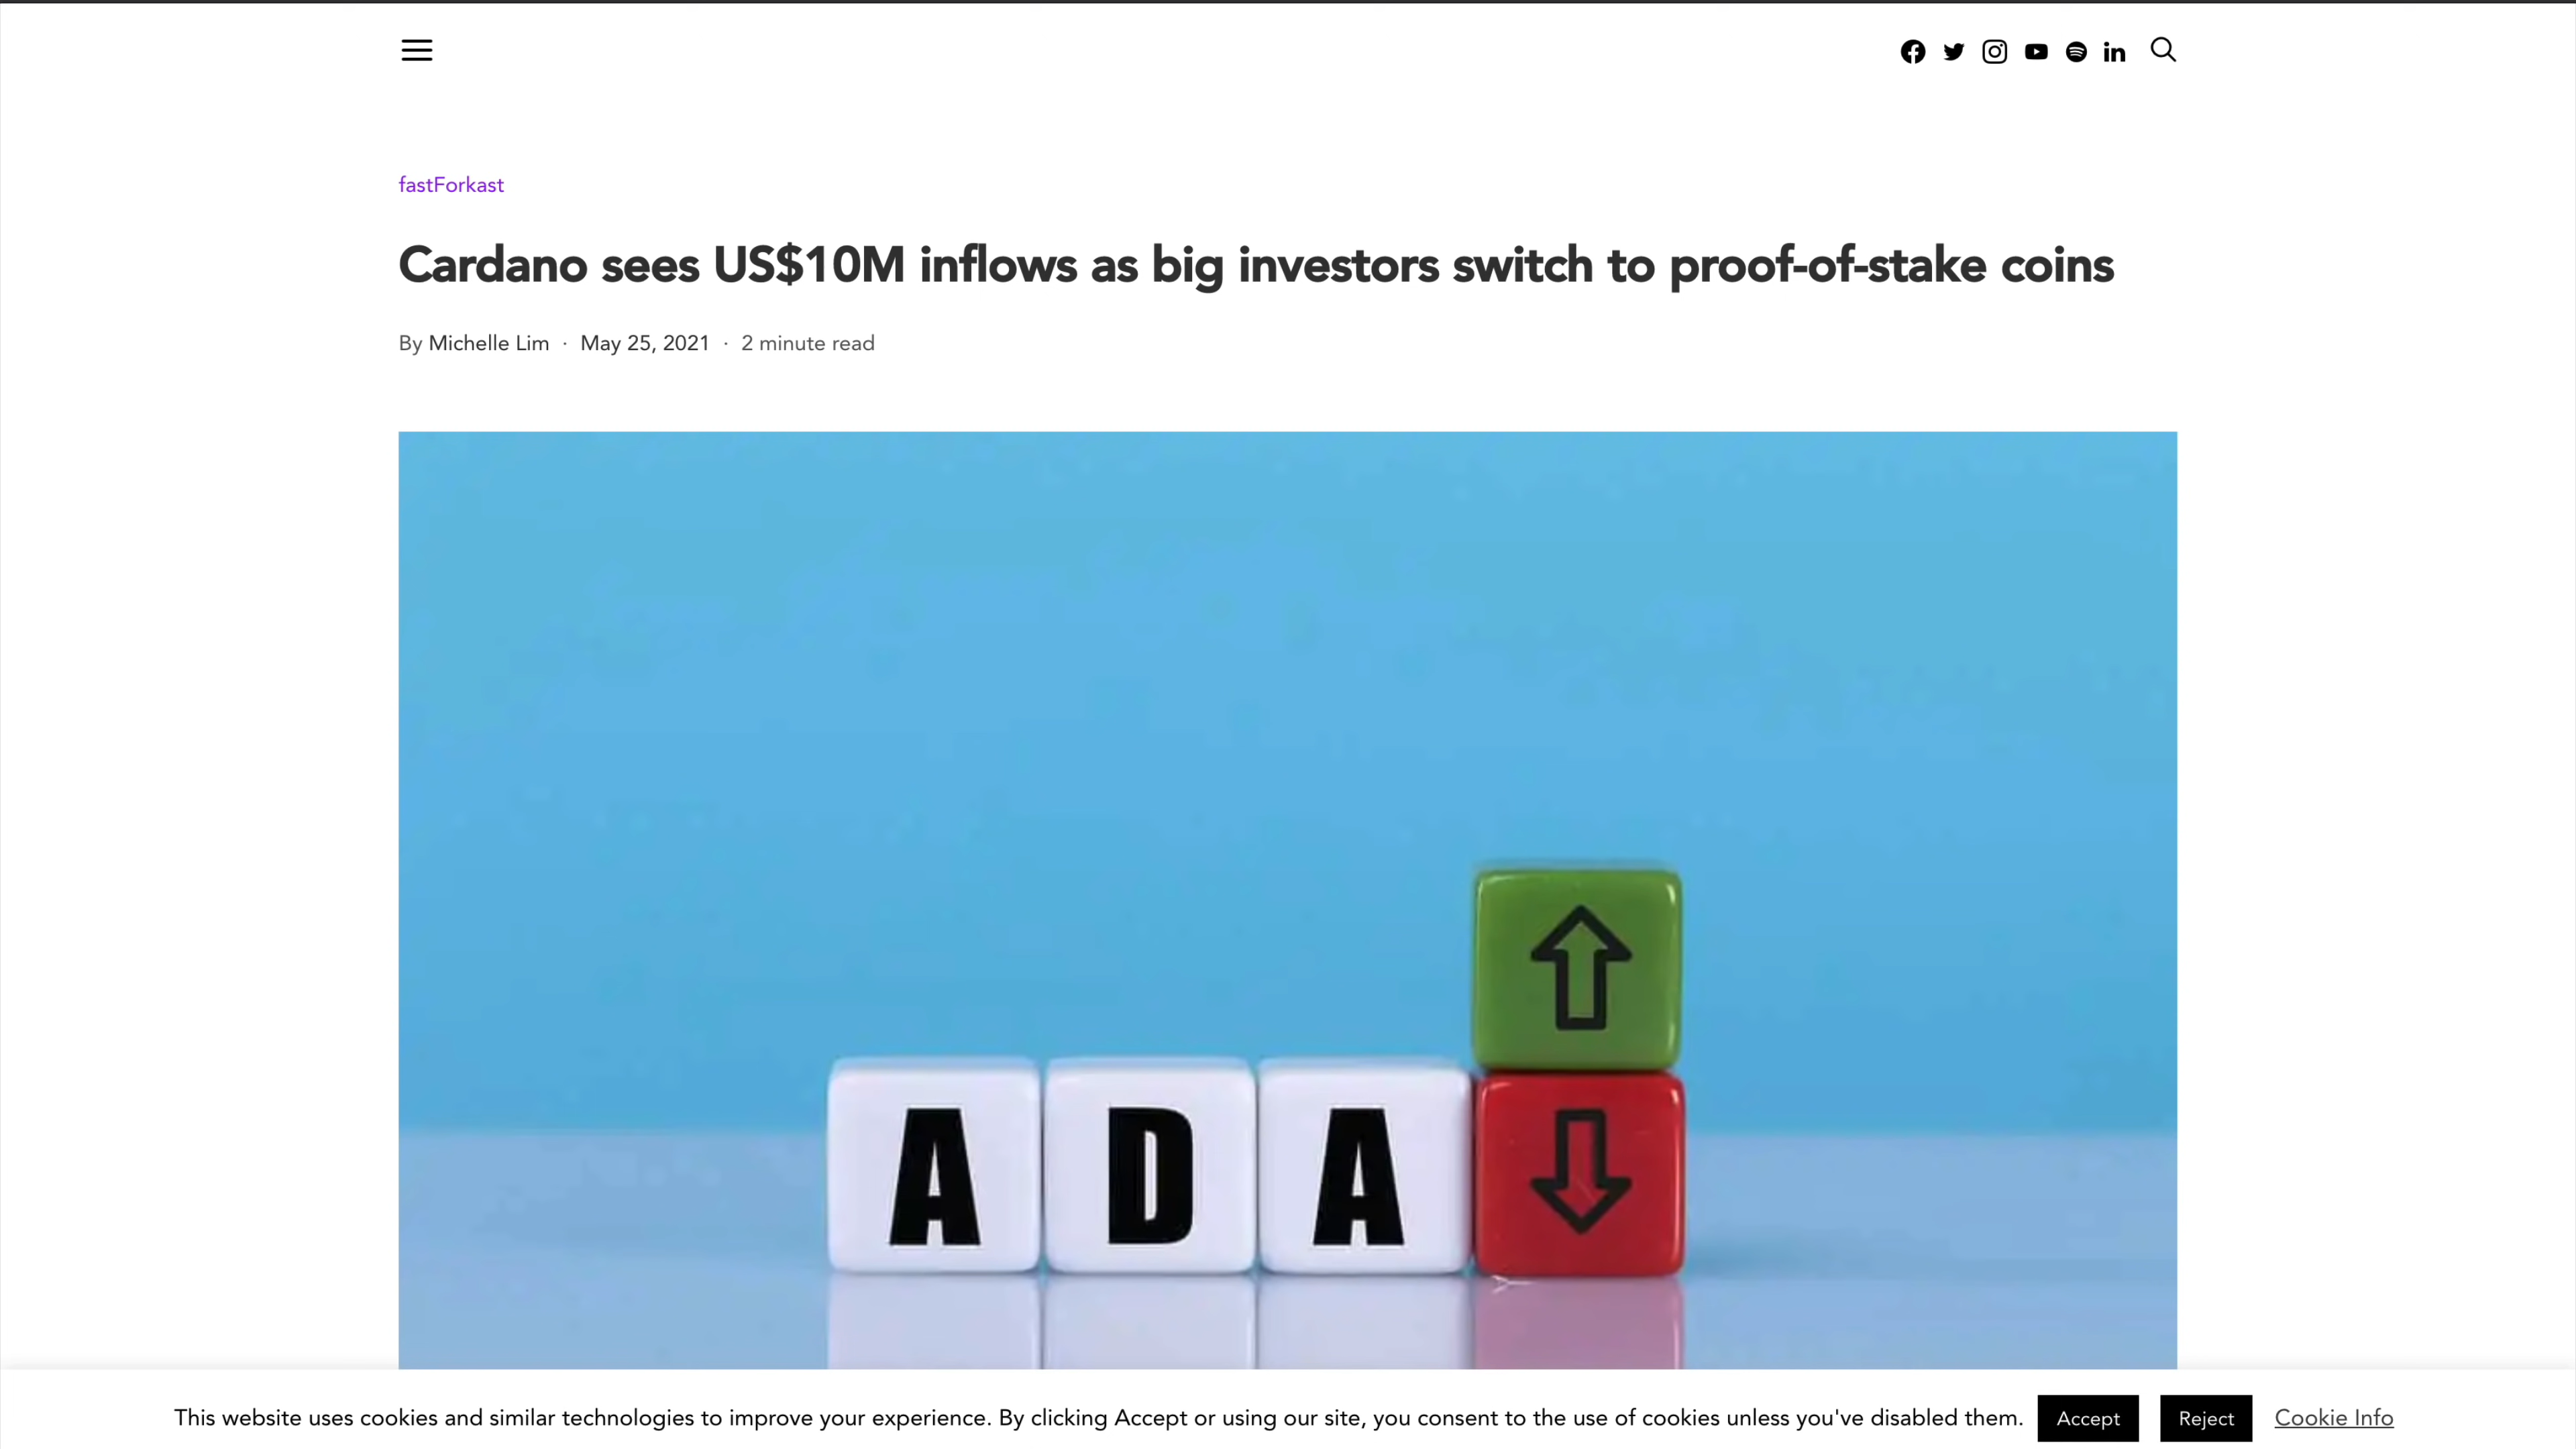 fastForkast
Cardano sees US$10M inflows as big investors switch to proof-of-stake coins
By Michelle Lim · May 25, 2021 · 2 minute read
ADA
This website uses cookies and similar technologies to improve your experience. By clicking Accept or using our site, you consent to the use of cookies unless you've disabled them. Accept Reject Cookie Info